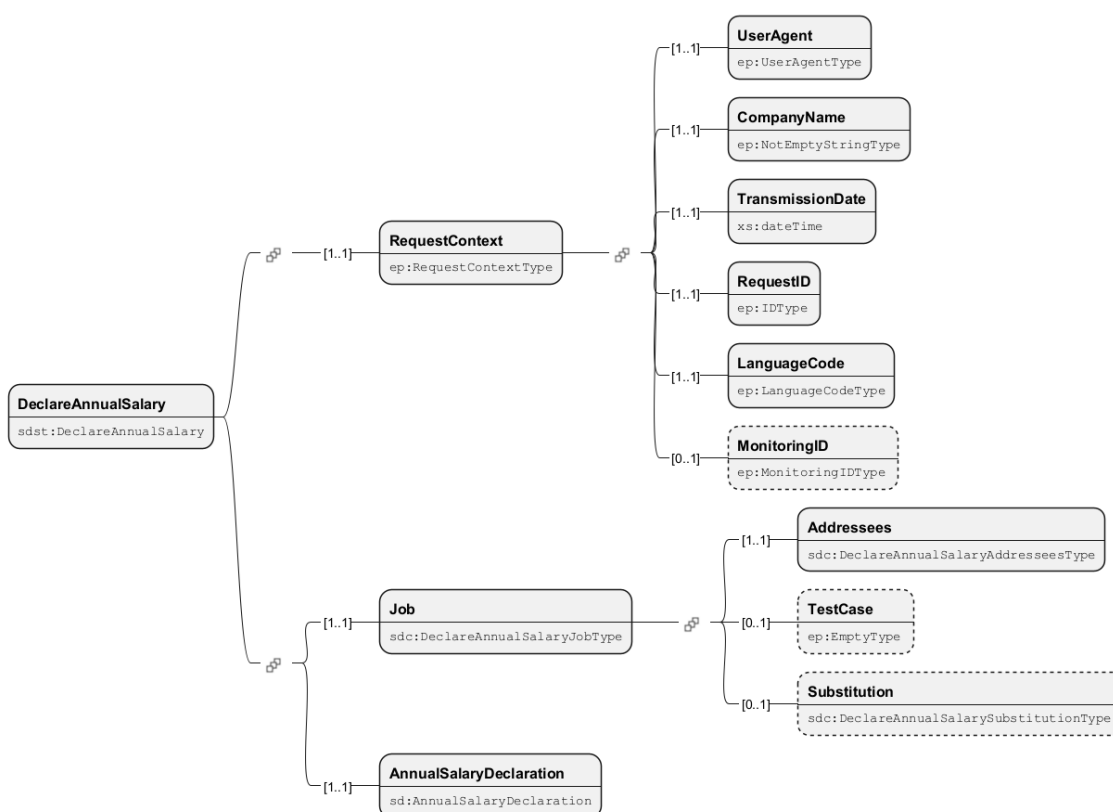 UserAgent
[1..1]
ep:UserAgentType
CompanyName
[1..1]
ep:NotEmptyStringType
TransmissionDate
[1..1]
xs:dateTime
RequestContext
[1..1]
ep:RequestContextType
RequestID
[1..1]
ep:IDType
LanguageCode
[1..1]
ep:LanguageCodeType
DeclareAnnualSalary
sdst:DeclareAnnualSalary
MonitoringID
[0..1]
ep:MonitoringIDType
Addressees
[1..1]
sdc:DeclareAnnualSalaryAddresseesType
Job
[1..1]
sdc:DeclareAnnualSalaryJobType
TestCase
[0..1]
ep:EmptyType
Substitution
[0..1]
sdc:DeclareAnnualSalarySubstitutionType
AnnualSalaryDeclaration
[1..1]
sd:AnnualSalaryDeclaration